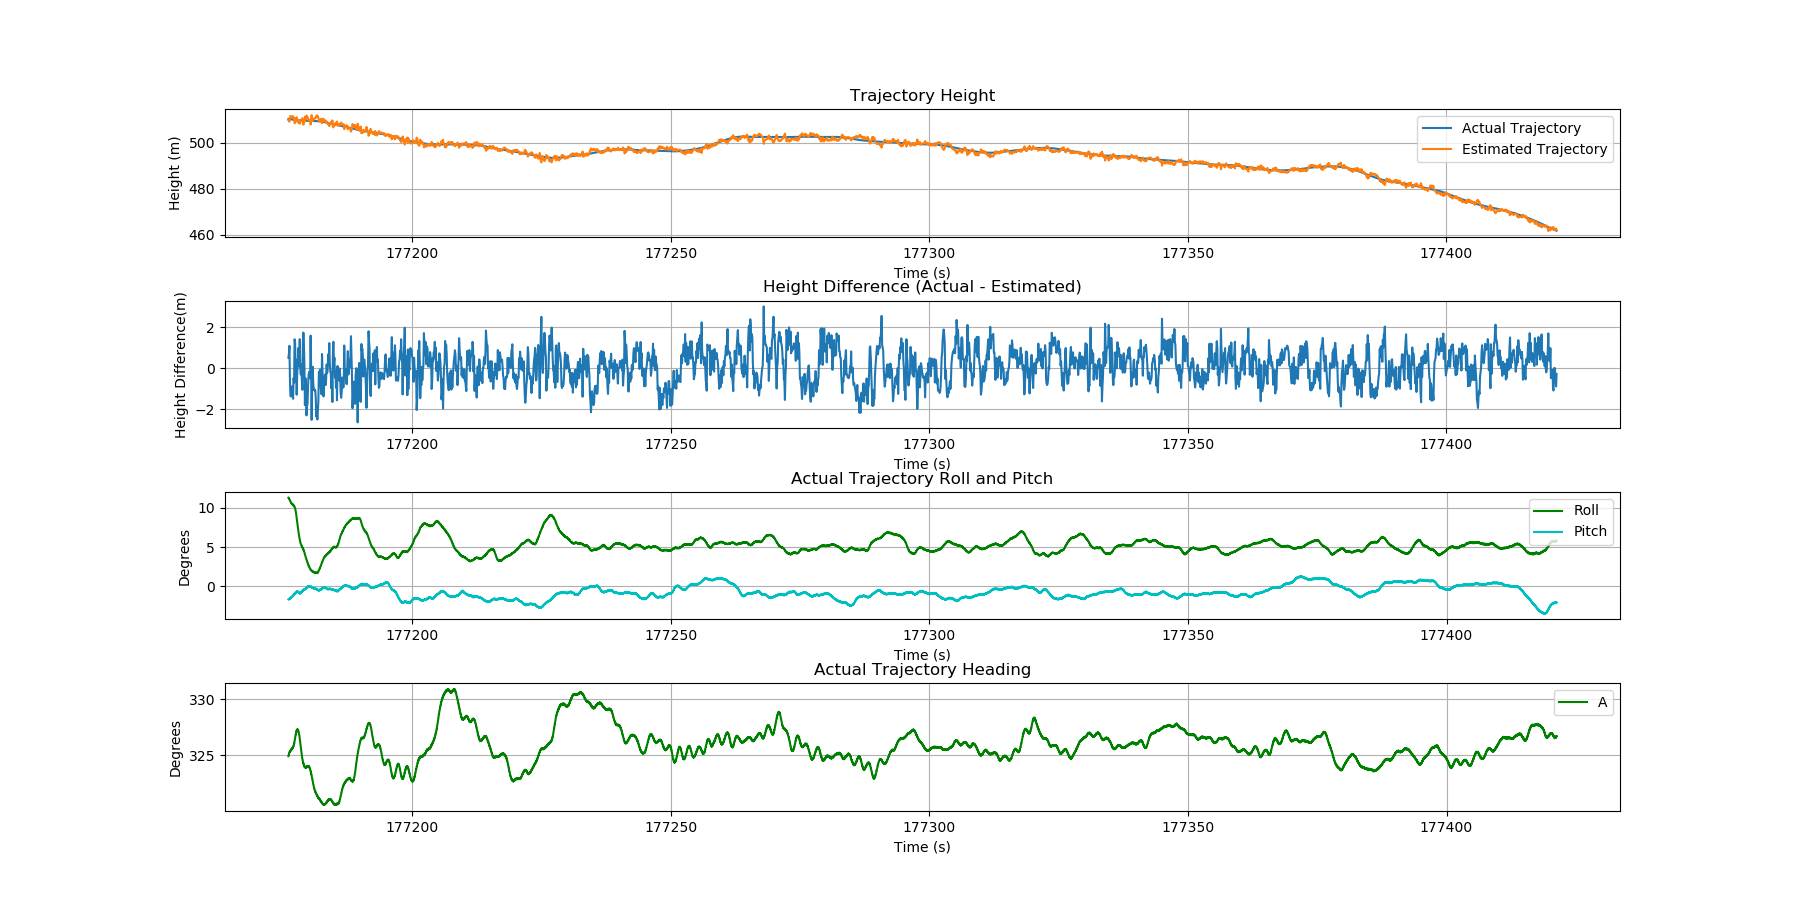 Trajectory Height
Height (m)
500
480
460
Actual Trajectory
Estimated Trajectory
177200 177250 177300 177350 177400
Time (s)
Height Difference (Actual - Estimated)
Height Difference(m)
2
0
−2
177200 177250 177300 177350 177400
Time (s)
Actual Trajectory Roll and Pitch
Degrees
10
5
0
Roll
Pitch
177200 177250 177300 177350 177400
Time (s)
Actual Trajectory Heading
Degrees
330
325
A
177200 177250 177300 177350 177400
Time (s)